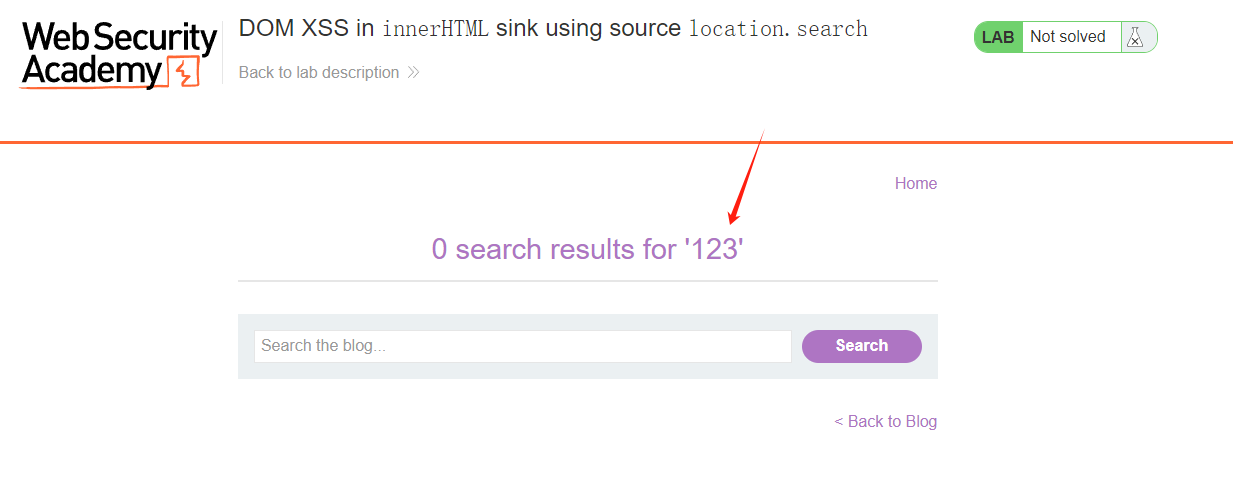 Web Security
Academy
DOM XSS in innerHTML sink using source location.search
Back to lab description
LAB Not solved
Home
0 search results for '123'
Search the blog...
Search
< Back to Blog